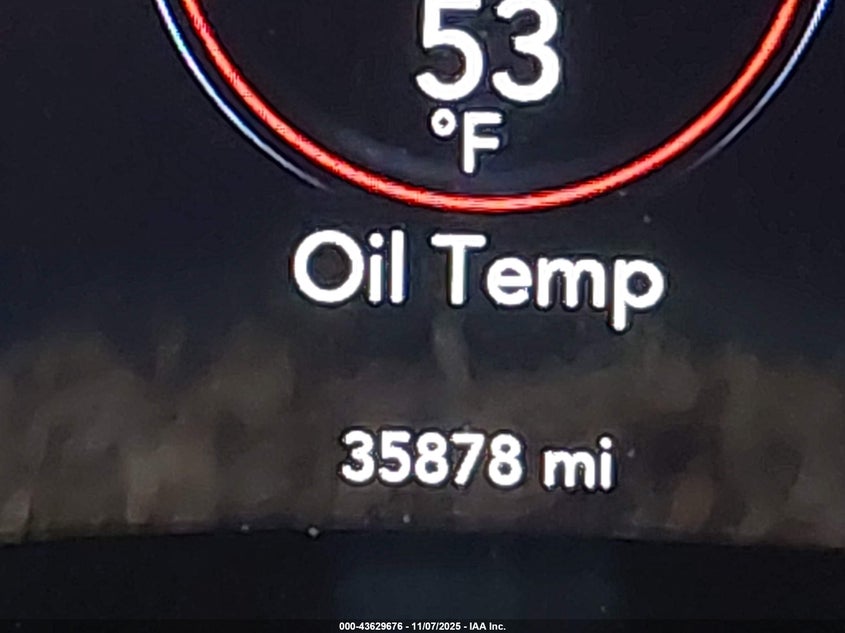 53
°F
Oil Temp
35878 mi
000-43629676 - 11/07/2025 - IAA Inc.